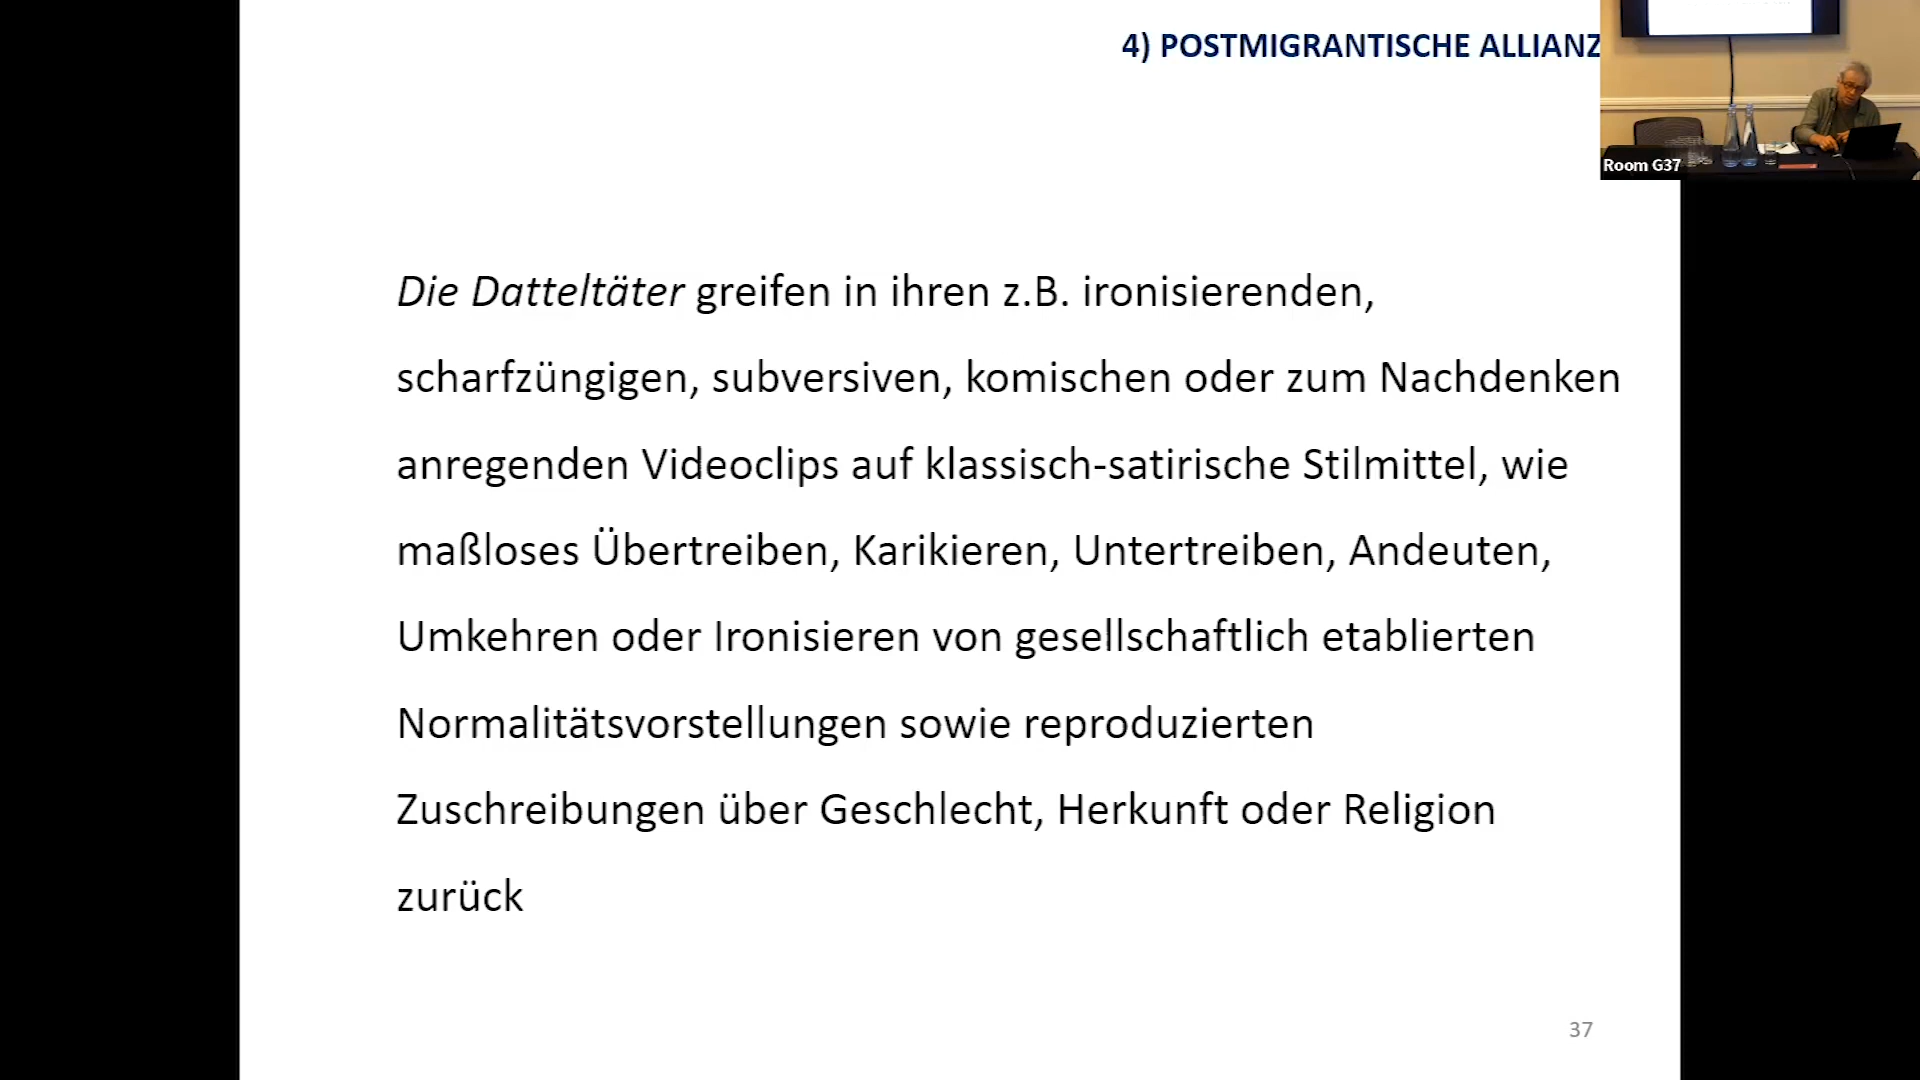 4) POSTMIGRANTISCHE ALLIANZ
Room G37
Die Datteltäter greifen in ihren z.B. ironisierenden,
scharfzüngigen, subversiven, komischen oder zum Nachdenken
anregenden Videoclips auf klassisch-satirische Stilmittel, wie
maßloses Übertreiben, Karikieren, Untertreiben, Andeuten,
Umkehren oder Ironisieren von gesellschaftlich etablierten
Normalitätsvorstellungen sowie reproduzierten
Zuschreibungen über Geschlecht, Herkunft oder Religion
zurück
37